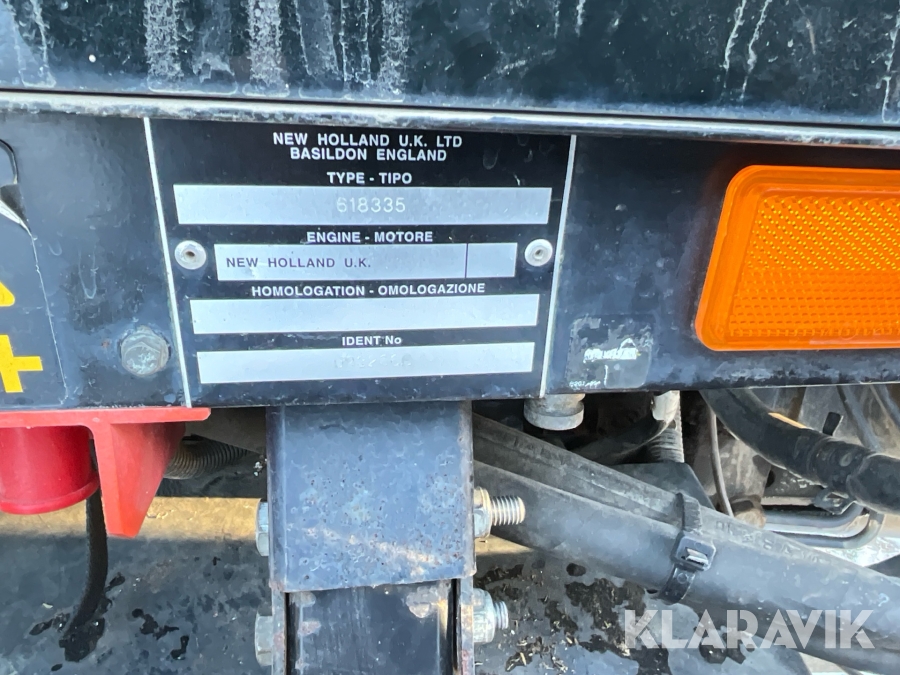 NEW HOLLAND U.K. LTD
BASILDON ENGLAND
TYPE - TIPO
618335
ENGINE - MOTORE
NEW HOLLAND U.K.
HOMOLOGATION - OMOLOGAZIONE
IDENT No
KLARAVIK